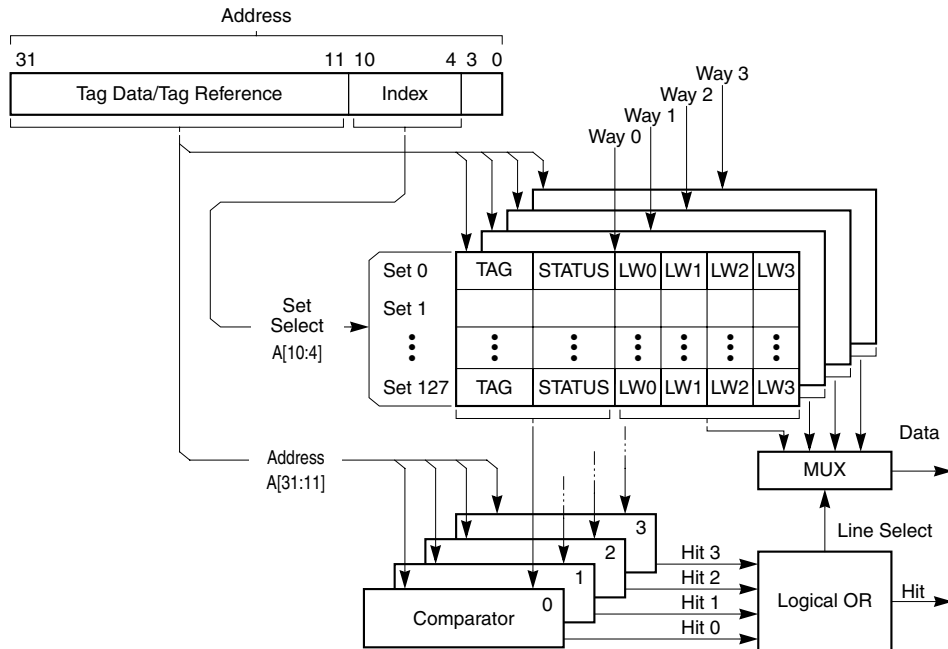 Address
31 11 10 4 3 0
Tag Data/Tag Reference Index
Way 3
Way 2
Way 1
Way 0
Set 0 TAG STATUS LW0 LW1 LW2 LW3
Set 1
Set
Select
A[10:4]
Set 127 TAG STATUS LW0 LW1 LW2 LW3
Data
Address
A[31:11]
MUX
Line Select
3
2
1
0
Comparator
Hit 3
Hit 2
Hit 1
Hit 0
Logical OR
Hit